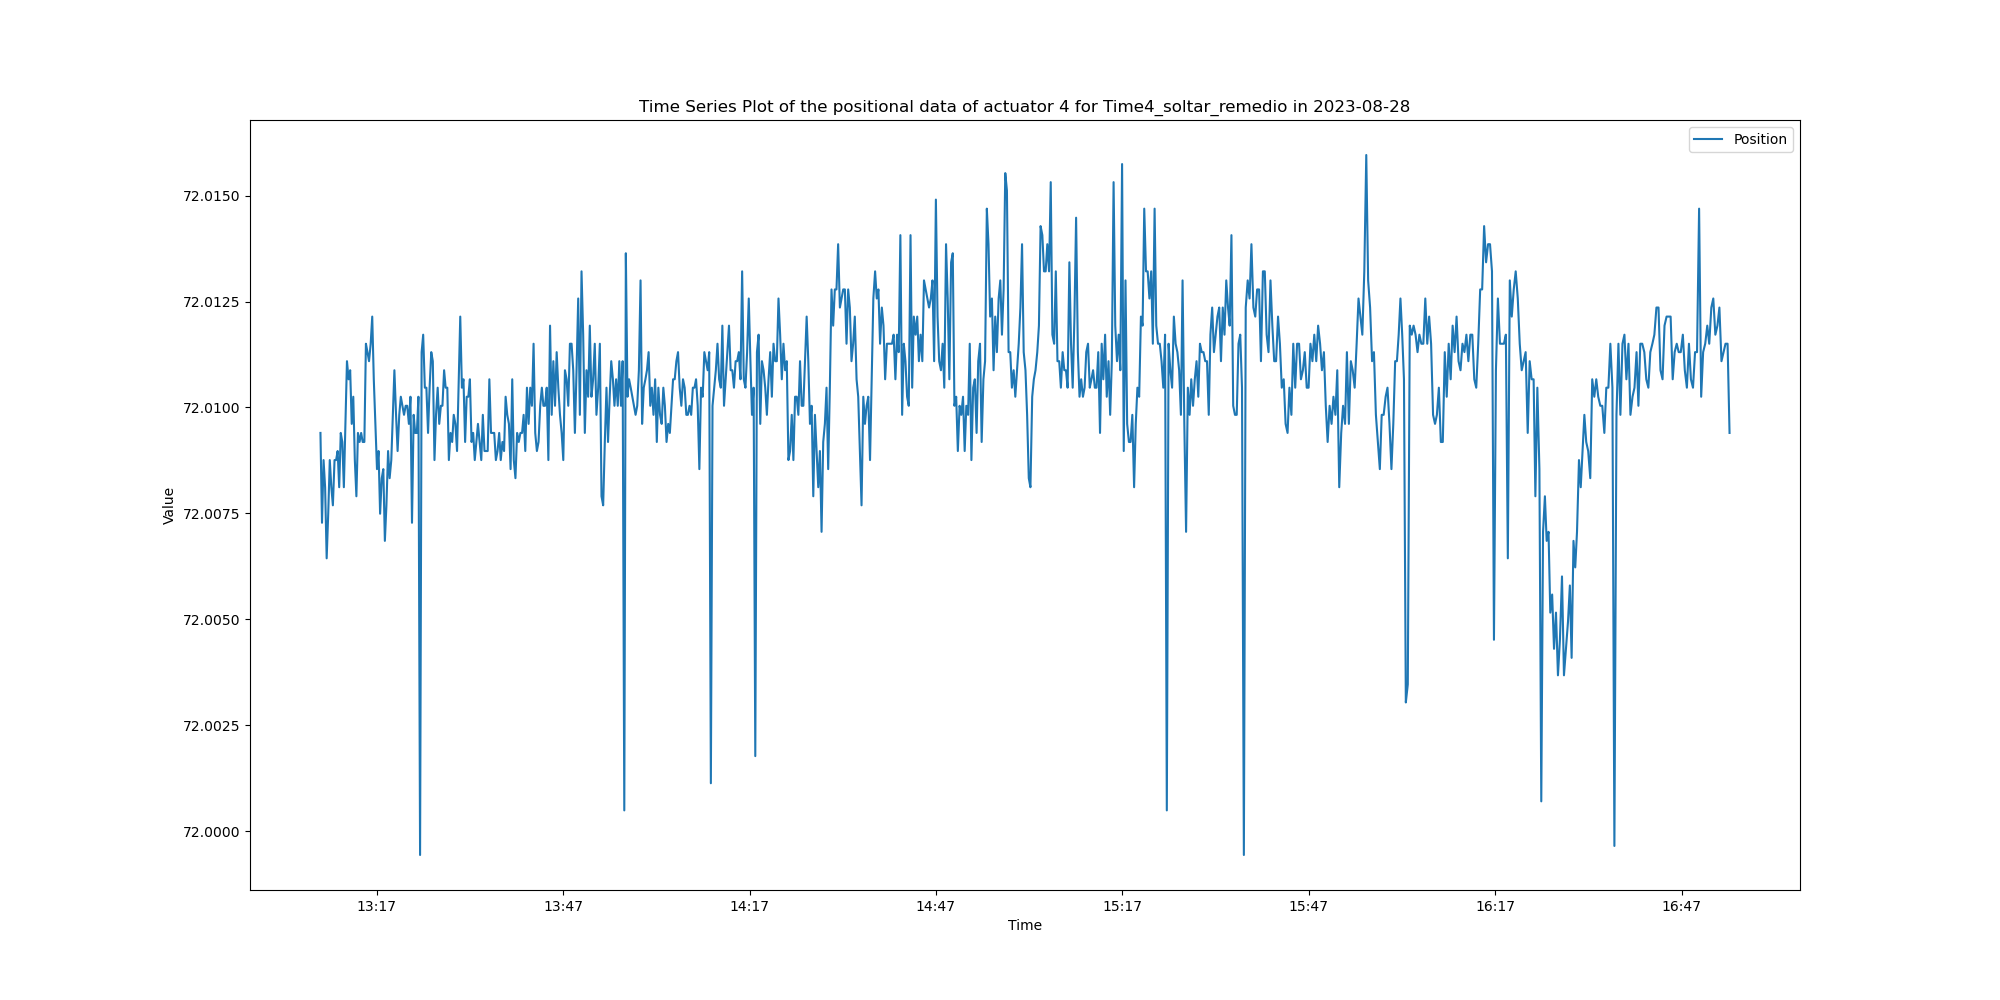 Time Series Plot of the positional data of actuator 4 for Time4_soltar_remedio in 2023-08-28
Position
72.0150
72.0125
72.0100
72.0075
72.0050
72.0025
72.0000
Value
13:17 13:47 14:17 14:47 15:17 15:47 16:17 16:47
Time